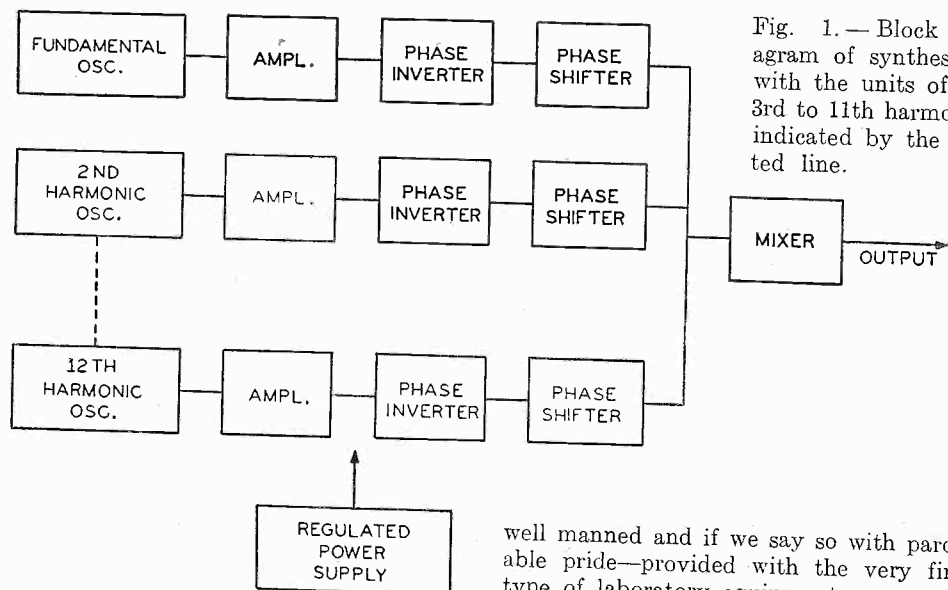 FUNDAMENTAL
OSC.
AMPL.
PHASE
INVERTER
PHASE
SHIFTER
Fig. 1.—Block
agram of synthes
with the units of
3rd to 11th harmo
indicated by the
ted line.
2ND
HARMONIC
OSC.
AMPL.
PHASE
INVERTER
PHASE
SHIFTER
MIXER
OUTPUT
12TH
HARMONIC
OSC.
AMPL.
PHASE
INVERTER
PHASE
SHIFTER
REGULATED
POWER
SUPPLY
well manned and if we say so with pard
able pride—provided with the very fin
type of laboratory